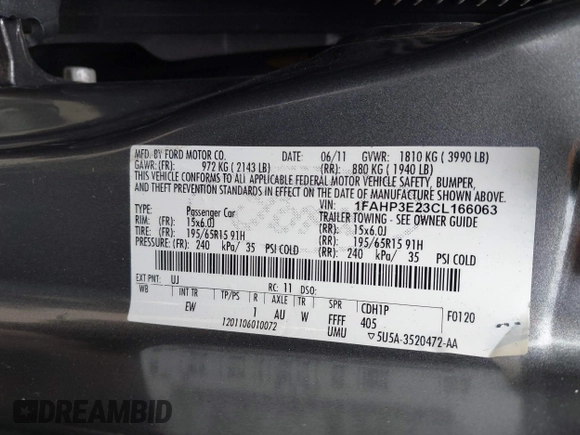 MFD. BY FORD MOTOR CO. DATE: 06/11 GVWR: 1810 KG ( 3990 LB)
GAWR: (FR): 972 KG ( 2143 LB) (RR): 880 KG ( 1940 LB)
THIS VEHICLE CONFORMS TO ALL APPLICABLE FEDERAL MOTOR VEHICLE SAFETY, BUMPER,
AND THEFT PREVENTION STANDARDS IN EFFECT ON THE DATE OF MANUFACTURE SHOWN ABOVE.
VIN: 1FAHP3E23CL166063
TYPE: Passenger Car TRAILER TOWING - SEE OWNER GUIDE
RIM: (FR): 15x6.0J (RR): 15x6.0J
TIRE: (FR): 195/65R15 91H (RR): 195/65R15 91H
PRESSURE: (FR): 240 kPa/ 35 PSI COLD (RR): 240 kPa/ 35 PSI COLD
EXT PNT: UJ RC: 11 DSO:
WB INT TR TP/PS R AXLE TR SPR CDH1P F0120
EW 1 AU W FFFF 405
1201106010072 UMU ▽5U5A-3520472-AA
DREAMBID